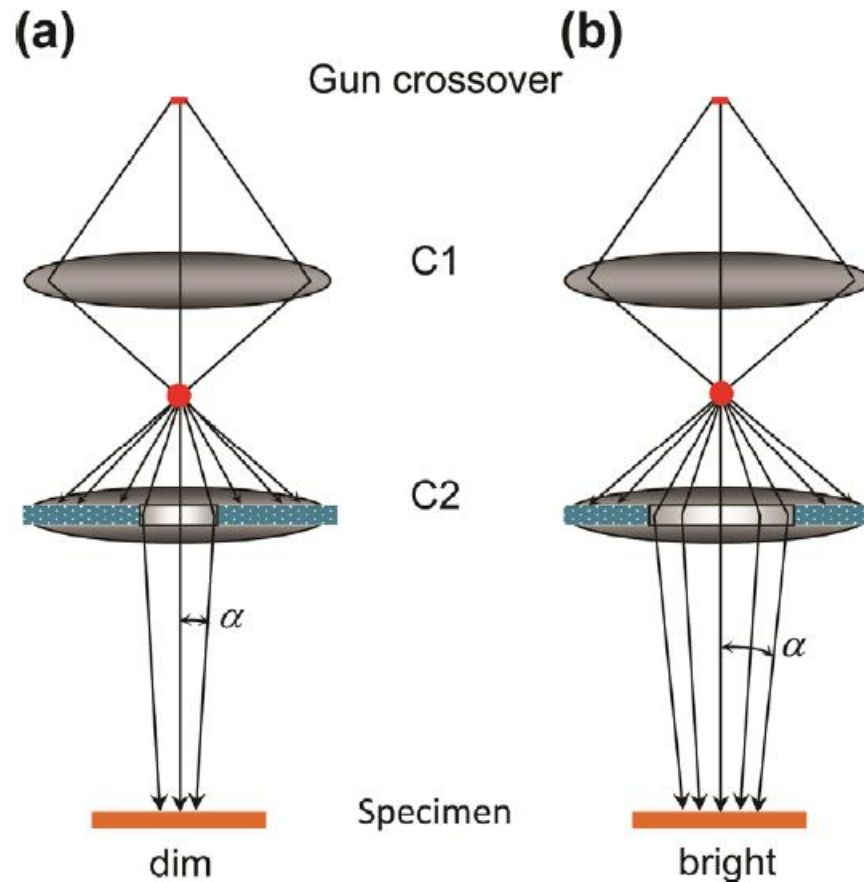 (a)
(b)
Gun crossover
C1
C2
α
α
Specimen
dim
bright